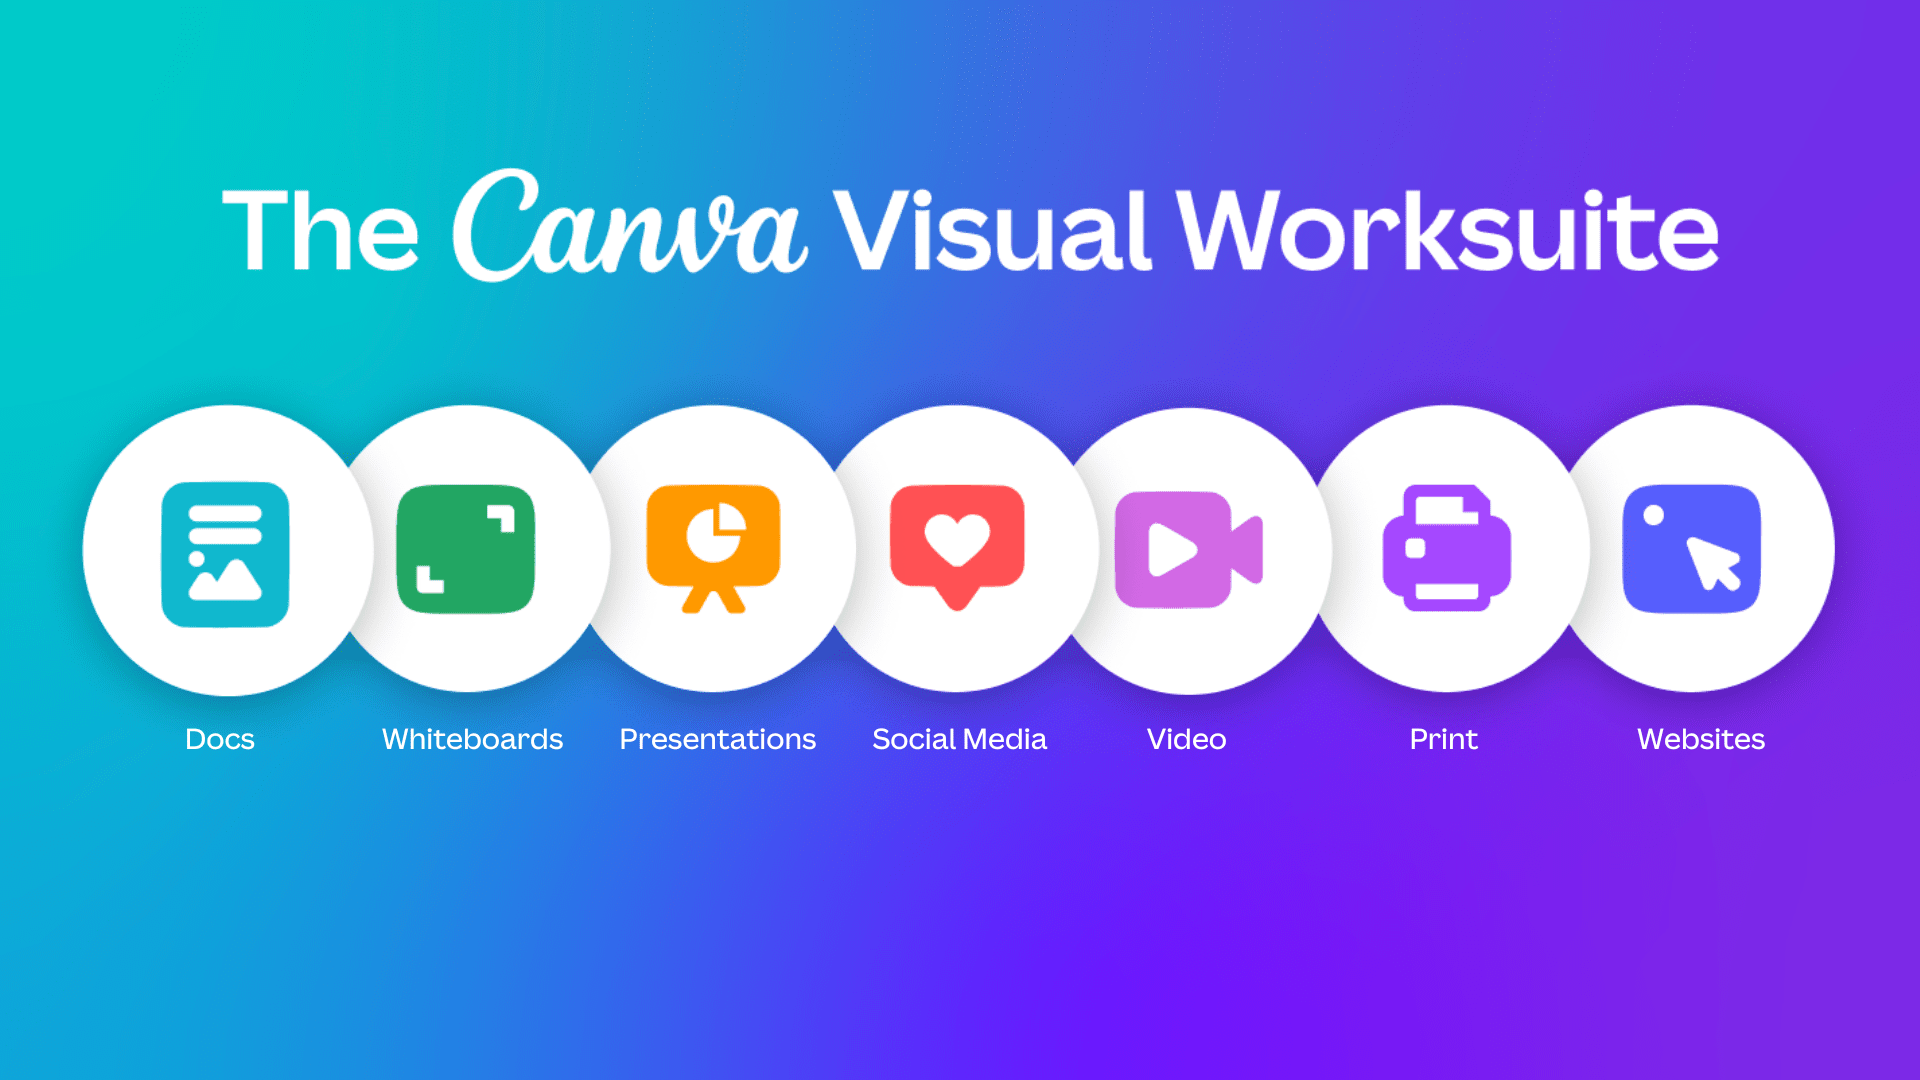 The Canva Visual Worksuite
Docs
Whiteboards
Presentations
Social Media
Video
Print
Websites